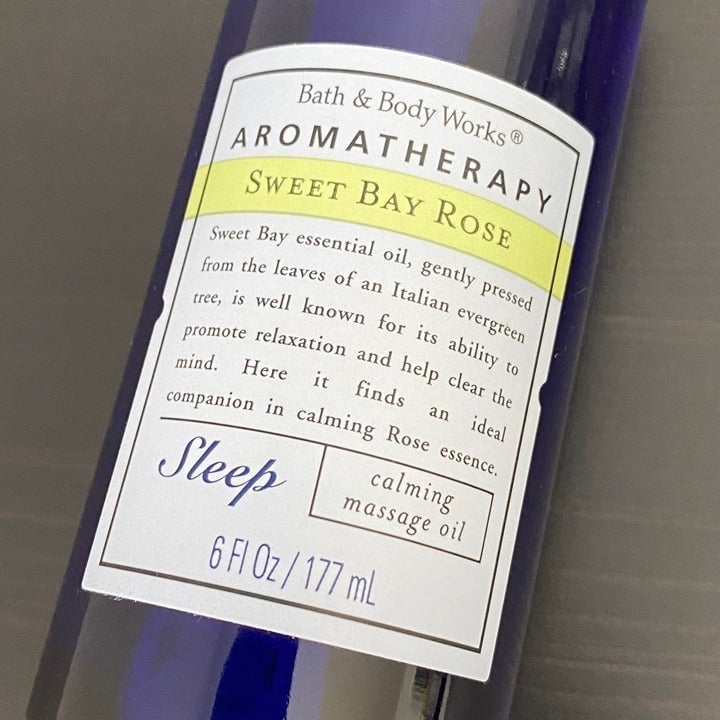 Bath & Body Works®
AROMATHERAPY
SWEET BAY ROSE
Sweet Bay essential oil, gently pressed
from the leaves of an Italian evergreen
tree, is well known for its ability to
promote relaxation and help clear the
mind. Here it finds an ideal
companion in calming Rose essence.
Sleep
calming
massage oil
6 Fl Oz / 177 mL